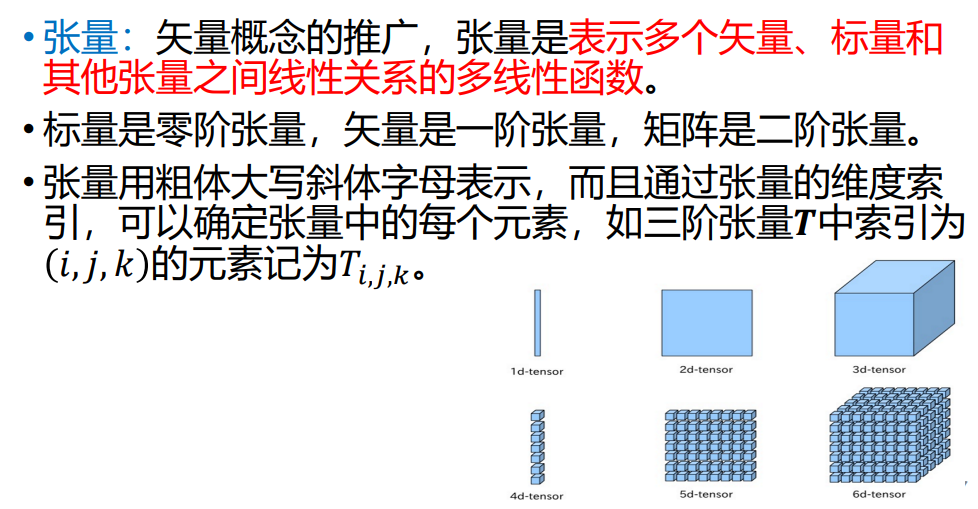 • 张量：矢量概念的推广，张量是表示多个矢量、标量和
其他张量之间线性关系的多线性函数。
• 标量是零阶张量，矢量是一阶张量，矩阵是二阶张量。
• 张量用粗体大写斜体字母表示，而且通过张量的维度索
引，可以确定张量中的每个元素，如三阶张量𝑻中索引为
(𝑖, 𝑗, 𝑘)的元素记为𝑇𝑖,𝑗,𝑘。
1d-tensor
2d-tensor
3d-tensor
4d-tensor
5d-tensor
6d-tensor